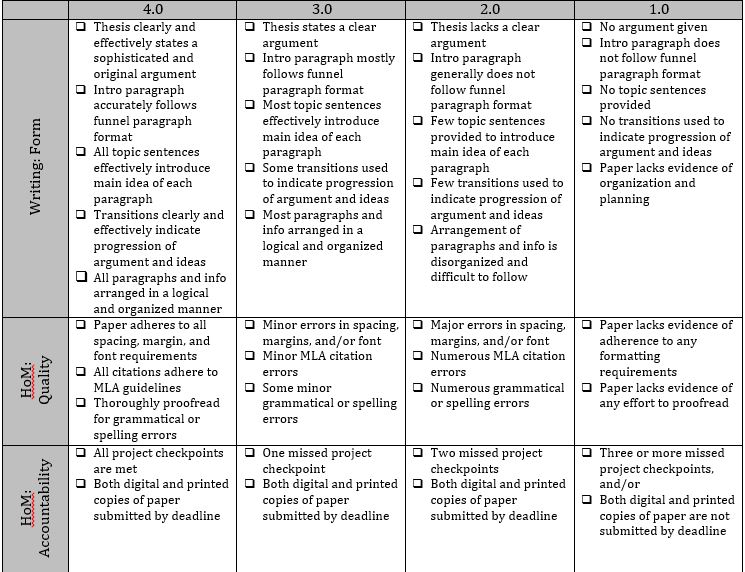 4.0
3.0
2.0
1.0
Writing: Form
☐ Thesis clearly and
effectively states a
sophisticated and
original argument
☐ Intro paragraph
accurately follows
funnel paragraph
format
☐ All topic sentences
effectively introduce
main idea of each
paragraph
☐ Transitions clearly and
effectively indicate
progression of
argument and ideas
☐ All paragraphs and info
arranged in a logical
and organized manner
☐ Thesis states a clear
argument
☐ Intro paragraph mostly
follows funnel
paragraph format
☐ Most topic sentences
effectively introduce
main idea of each
paragraph
☐ Some transitions used
to indicate progression
of argument and ideas
☐ Most paragraphs and
info arranged in a
logical and organized
manner
☐ Thesis lacks a clear
argument
☐ Intro paragraph
generally does not
follow funnel
paragraph format
☐ Few topic sentences
provided to introduce
main idea of each
paragraph
☐ Few transitions used to
indicate progression of
argument and ideas
☐ Arrangement of
paragraphs and info is
disorganized and
difficult to follow
☐ No argument given
☐ Intro paragraph does
not follow funnel
paragraph format
☐ No topic sentences
provided
☐ No transitions used to
indicate progression of
argument and ideas
☐ Paper lacks evidence of
organization and
planning
HoM:
Quality
☐ Paper adheres to all
spacing, margin, and
font requirements
☐ All citations adhere to
MLA guidelines
☐ Thoroughly proofread
for grammatical or
spelling errors
☐ Minor errors in spacing,
margins, and/or font
☐ Minor MLA citation
errors
☐ Some minor
grammatical or spelling
errors
☐ Major errors in spacing,
margins, and/or font
☐ Numerous MLA citation
errors
☐ Numerous grammatical
or spelling errors
☐ Paper lacks evidence of
adherence to any
formatting
requirements
☐ Paper lacks evidence of
any effort to proofread
HoM:
Accountability
☐ All project checkpoints
are met
☐ Both digital and printed
copies of paper
submitted by deadline
☐ One missed project
checkpoint
☐ Both digital and printed
copies of paper
submitted by deadline
☐ Two missed project
checkpoints
☐ Both digital and printed
copies of paper
submitted by deadline
☐ Three or more missed
project checkpoints,
and/or
☐ Both digital and printed
copies of paper are not
submitted by deadline